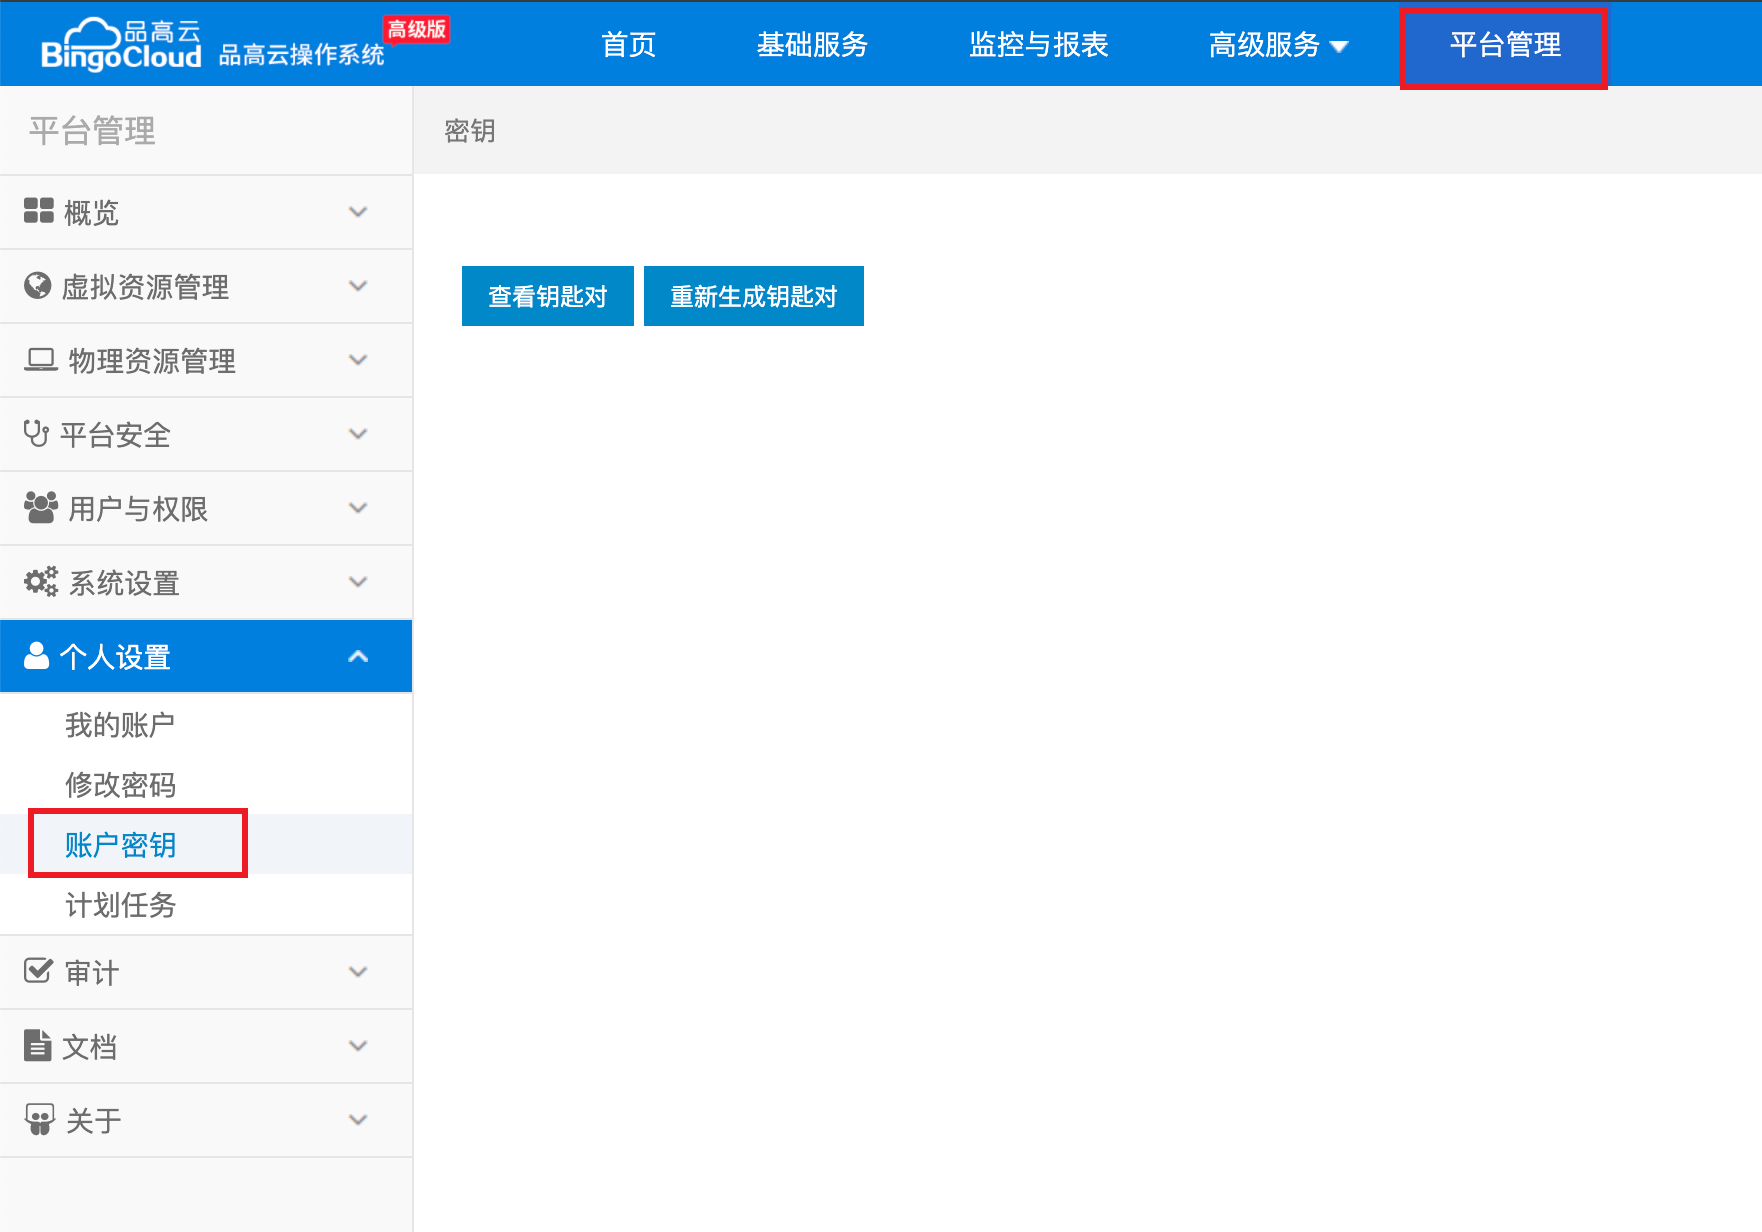 品高云
BingoCloud 品高云操作系统 高级版
首页 基础服务 监控与报表 高级服务 平台管理
平台管理
密钥
概览
虚拟资源管理
查看钥匙对 重新生成钥匙对
物理资源管理
平台安全
用户与权限
系统设置
个人设置
我的账户
修改密码
账户密钥
计划任务
审计
文档
关于